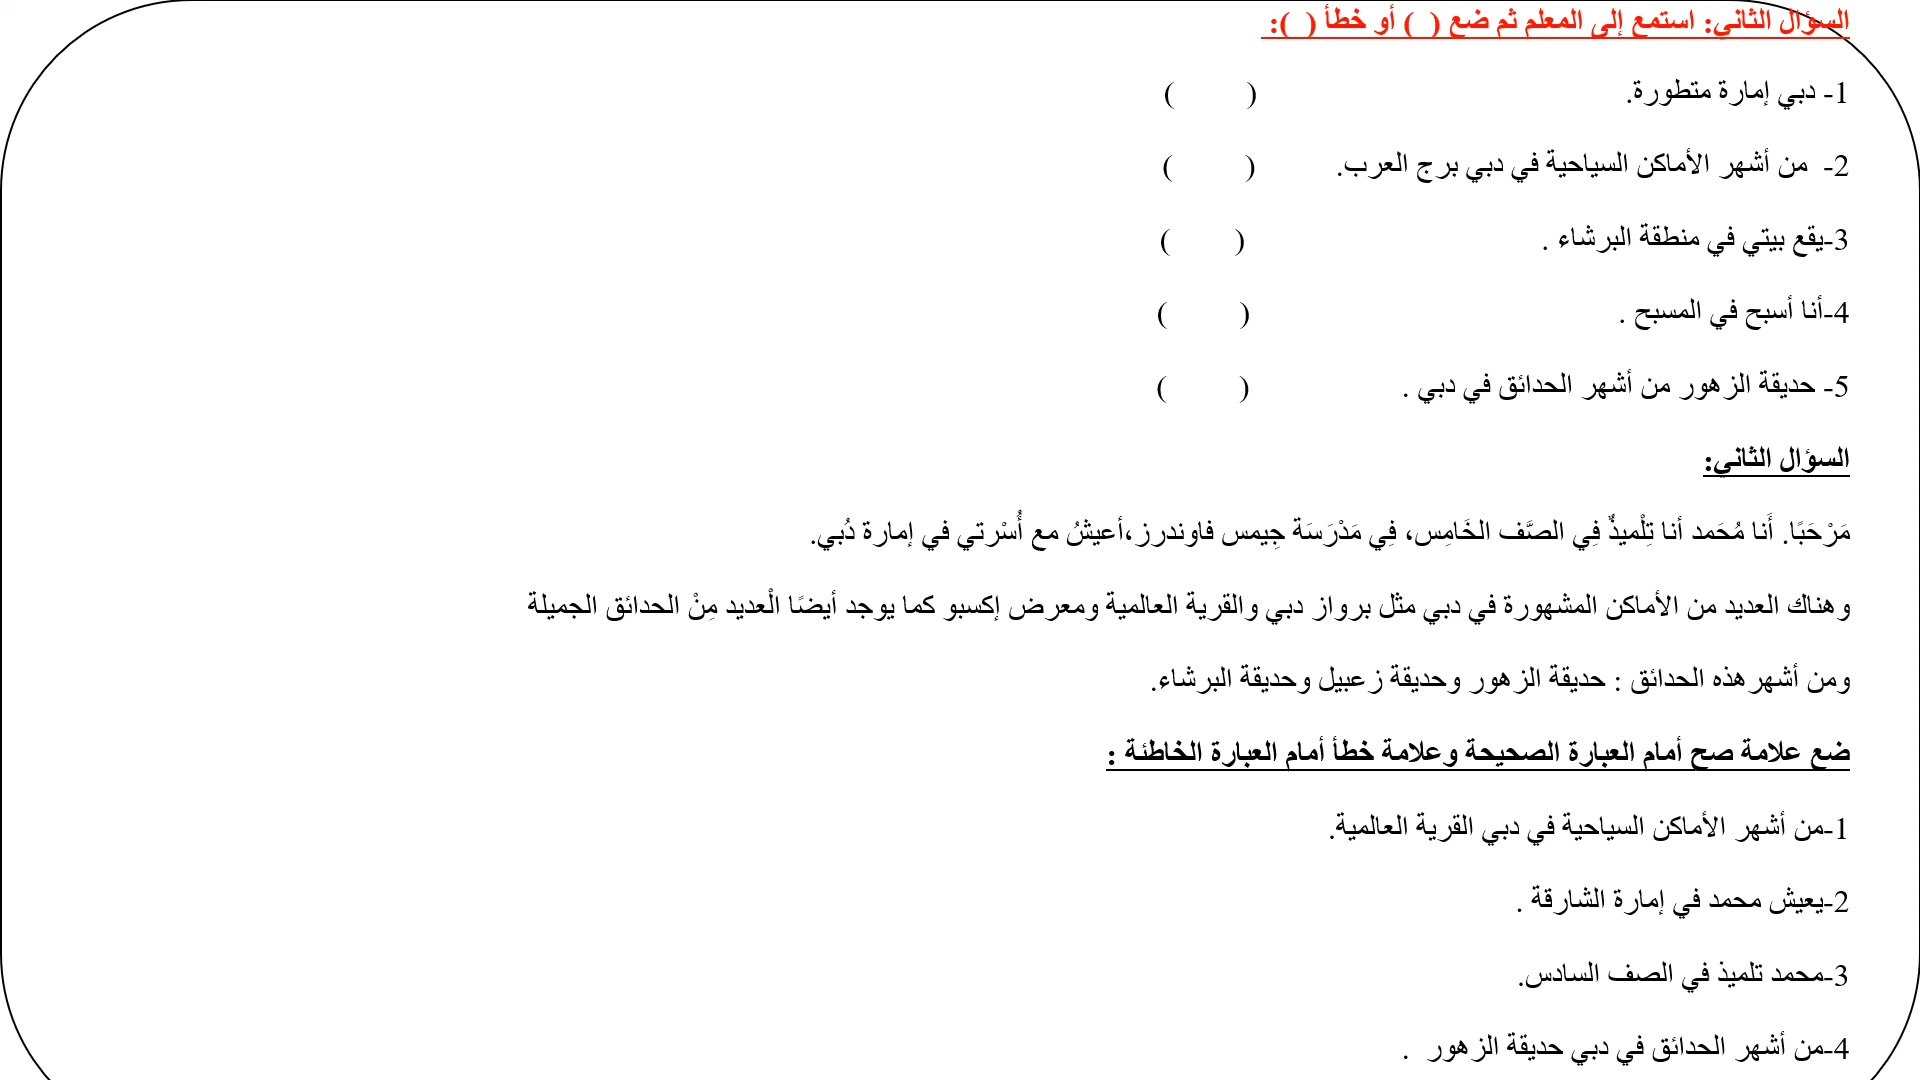 السؤال الثاني: استمع إلى المعلم ثم ضع ( ) أو خطأ ( ):
1- دبي إمارة متطورة. ( )
2- من أشهر الأماكن السياحية في دبي برج العرب. ( )
3-يقع بيتي في منطقة البرشاء . ( )
4-أنا أسبح في المسبح . ( )
5- حديقة الزهور من أشهر الحدائق في دبي . ( )
السؤال الثاني:
مَرْحَبًا. أَنا مُحَمد أنا تِلْميذٌ فِي الصَّف الخَامِس، فِي مَدْرَسَة جِيمس فاوندرز،أعيشُ مع أُسْرتي في إمارة دُبي.
وهناك العديد من الأماكن المشهورة في دبي مثل برواز دبي والقرية العالمية ومعرض إكسبو كما يوجد أيضًا الْعديد مِنْ الحدائق الجميلة
ومن أشهرهذه الحدائق : حديقة الزهور وحديقة زعبيل وحديقة البرشاء.
ضع علامة صح أمام العبارة الصحيحة وعلامة خطأ أمام العبارة الخاطئة :
1-من أشهر الأماكن السياحية في دبي القرية العالمية.
2-يعيش محمد في إمارة الشارقة .
3-محمد تلميذ في الصف السادس.
4-من أشهر الحدائق في دبي حديقة الزهور .